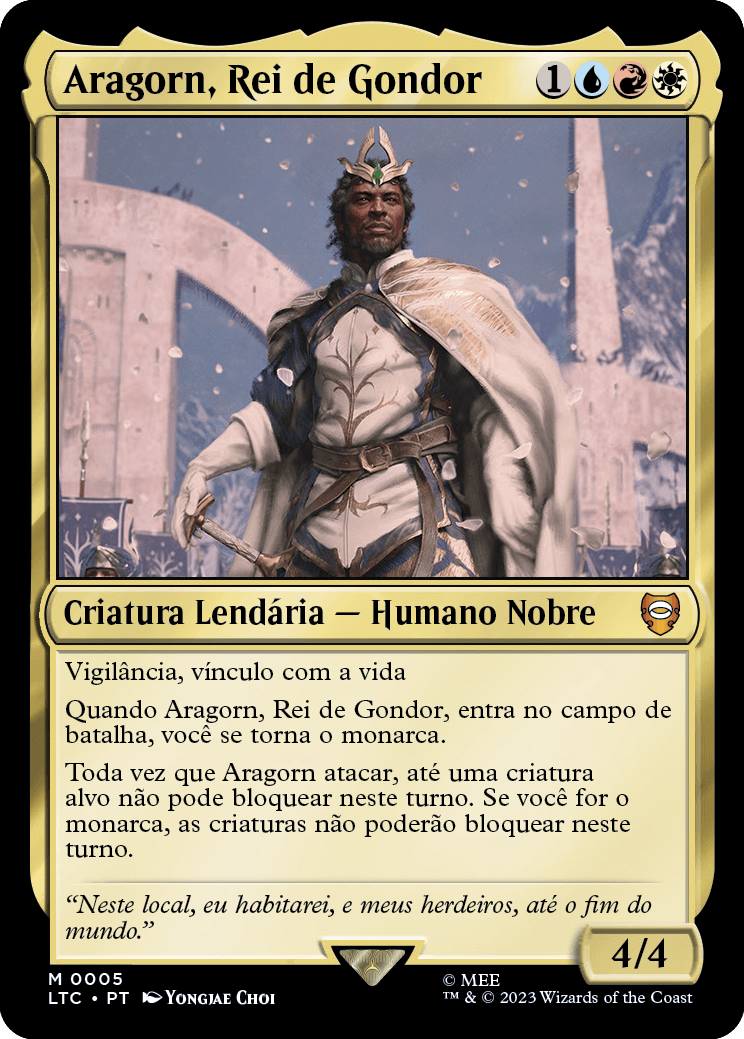 Aragorn, Rei de Gondor 1
Criatura Lendária — Humano Nobre
Vigilância, vínculo com a vida
Quando Aragorn, Rei de Gondor, entra no campo de
batalha, você se torna o monarca.
Toda vez que Aragorn atacar, até uma criatura
alvo não pode bloquear neste turno. Se você for o
monarca, as criaturas não poderão bloquear neste
turno.
“Neste local, eu habitarei, e meus herdeiros, até o fim do
mundo.”
4/4
M 0005
LTC • PT Yongjae Choi
© MEE
™ & © 2023 Wizards of the Coast